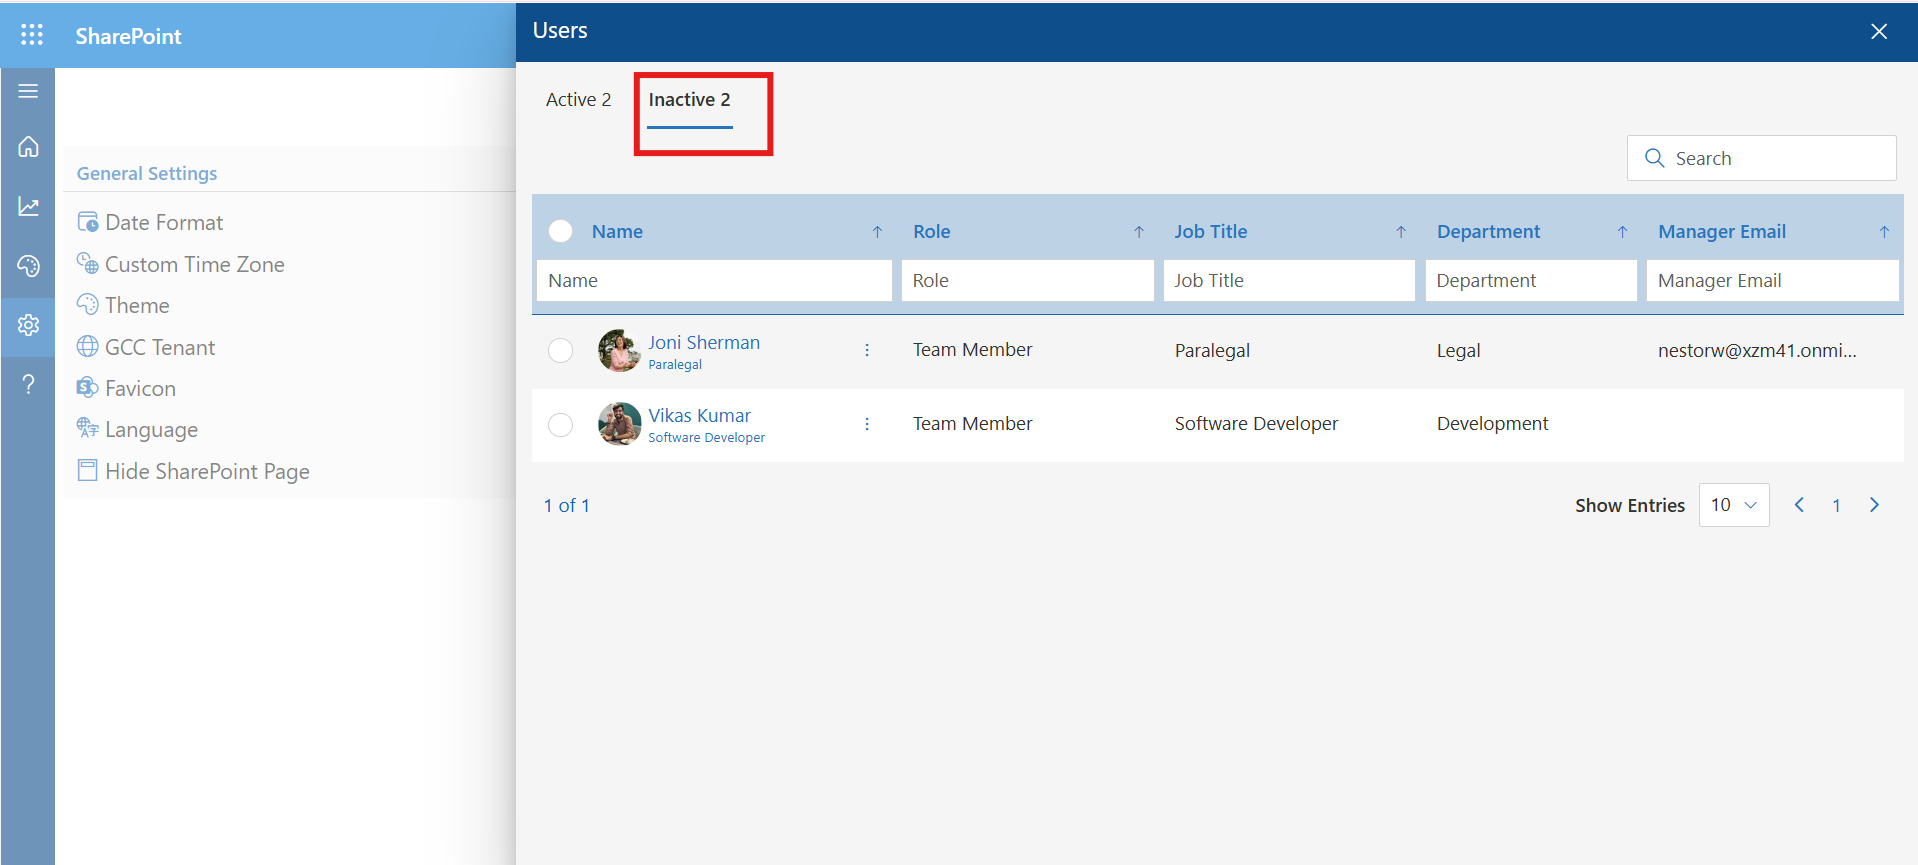 SharePoint
General Settings
Date Format
Custom Time Zone
Theme
GCC Tenant
Favicon
Language
Hide SharePoint Page
Users
Active 2
Inactive 2
Search
Name Role Job Title Department Manager Email
Name Role Job Title Department Manager Email
Joni Sherman Team Member Paralegal Legal nestorw@xzm41.onmi...
Paralegal
Vikas Kumar Team Member Software Developer Development
Software Developer
1 of 1 Show Entries 10 1